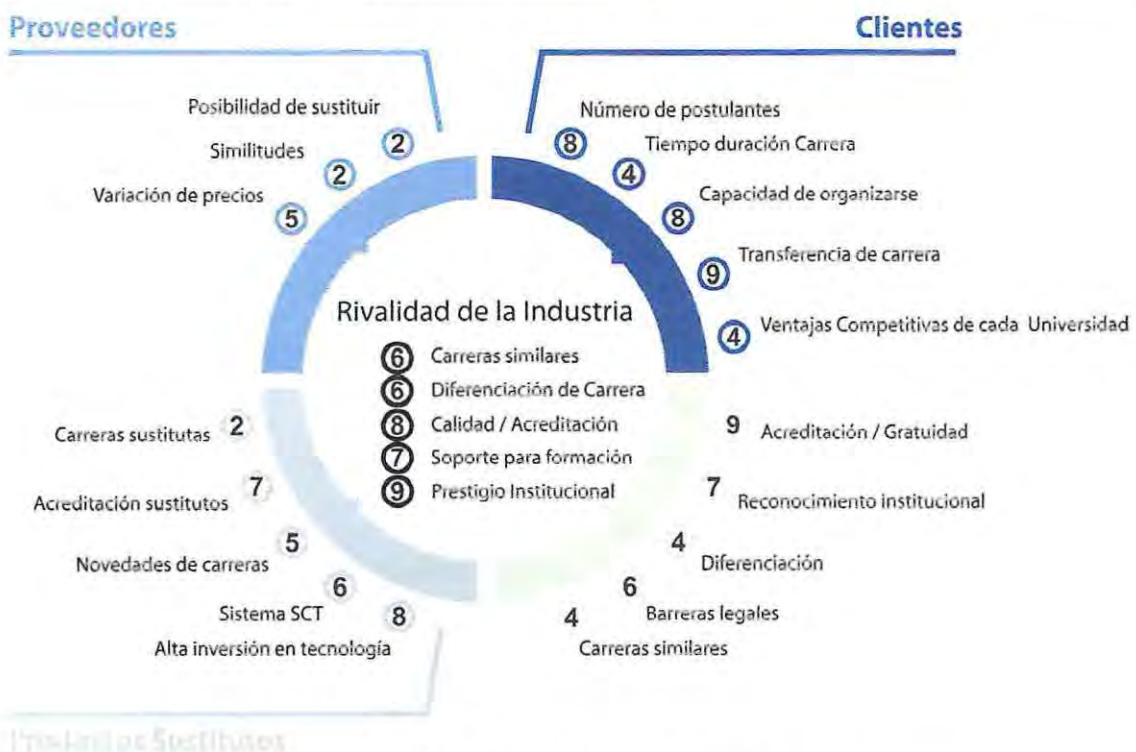 Proveedores
Posibilidad de sustituir
2
Similitudes
2
Variación de precios
5
Clientes
Número de postulantes
8
Tiempo duración Carrera
4
Capacidad de organizarse
8
Transferencia de carrera
9
Ventajas Competitivas de cada Universidad
4
Rivalidad de la Industria
6 Carreras similares
6 Diferenciación de Carrera
8 Calidad / Acreditación
7 Soporte para formación
9 Prestigio Institucional
Carreras sustitutas 2
Acreditación sustitutos 7
Novedades de carreras 5
Sistema SCT 6
Alta inversión en tecnología 8
9 Acreditación / Gratuidad
7 Reconocimiento institucional
4 Diferenciación
6 Barreras legales
4 Carreras similares
Productos Sustitutos